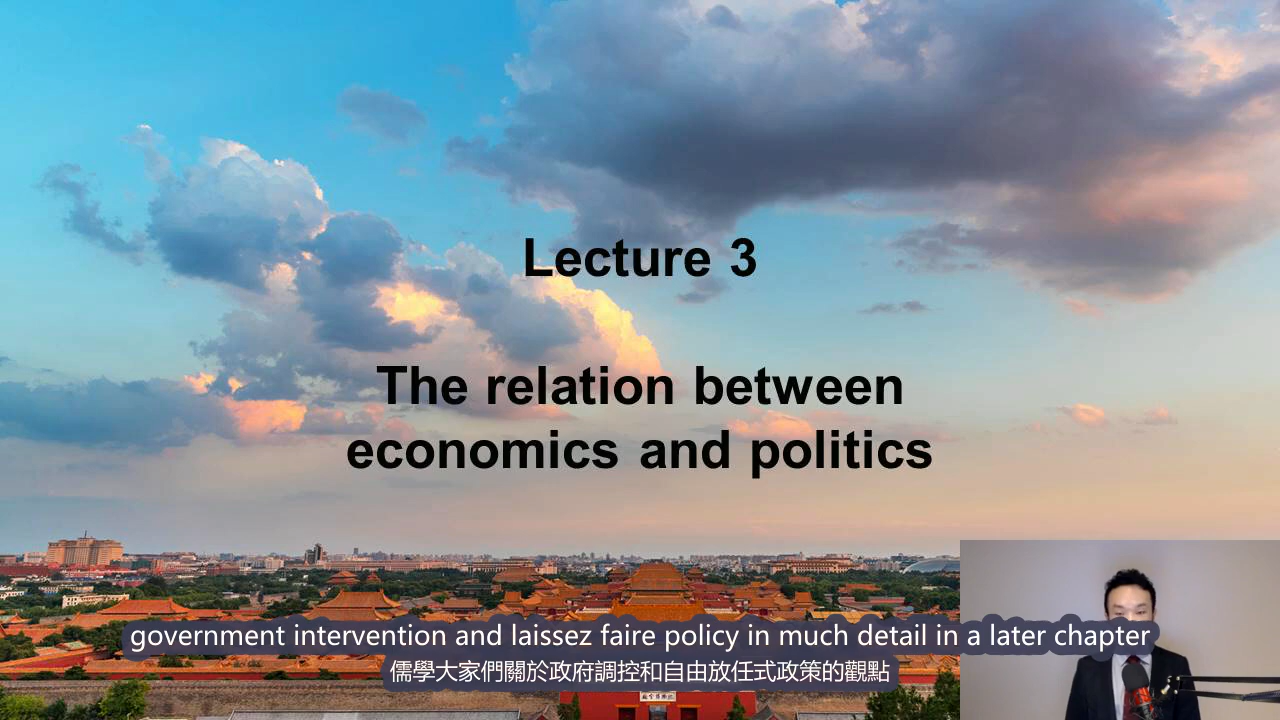 Lecture 3
The relation between
economics and politics
government intervention and laissez faire policy in much detail in a later chapter
儒學大家們關於政府調控和自由放任式政策的觀點